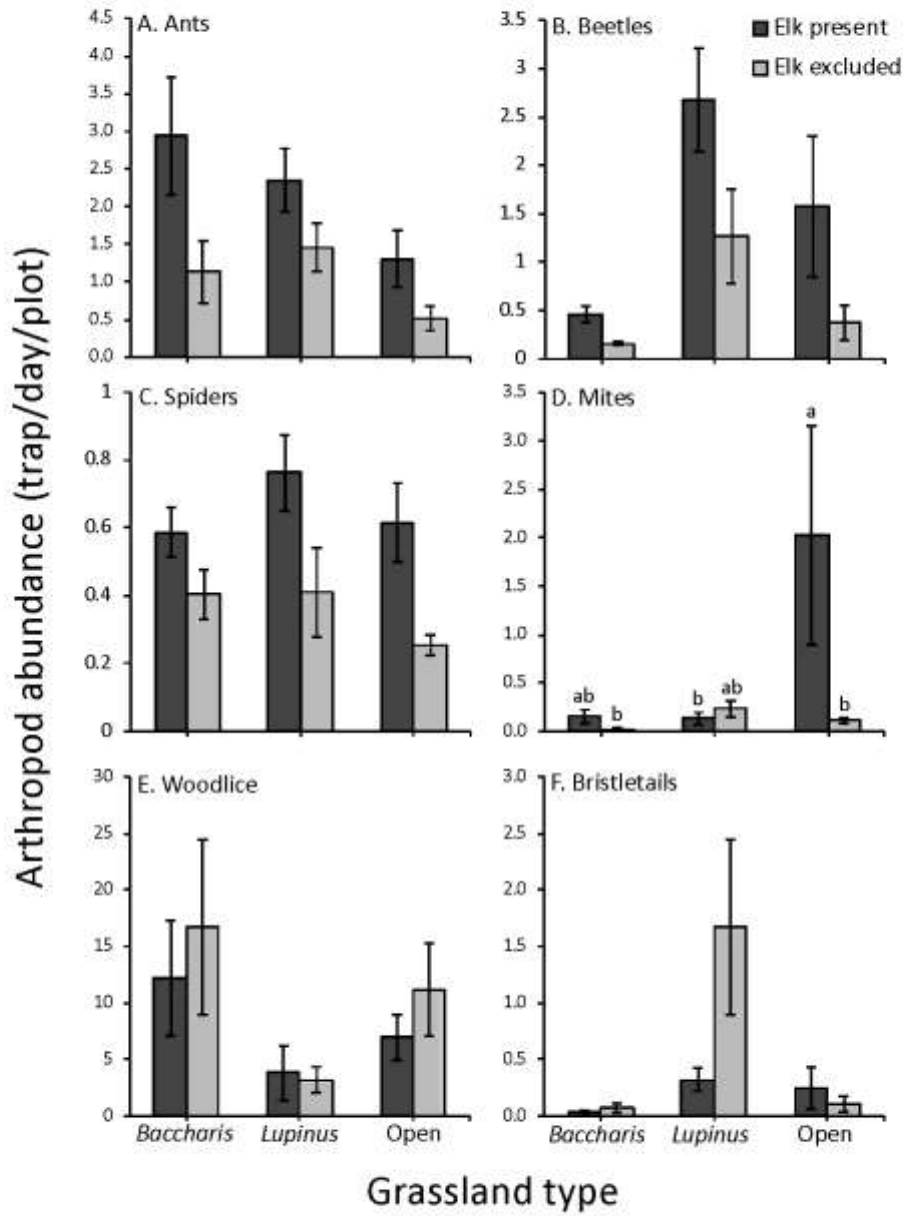 A. Ants
4.5
4.0
3.5
3.0
2.5
2.0
1.5
1.0
0.5
0.0
B. Beetles
Elk present
Elk excluded
3.5
3
2.5
2
1.5
1
0.5
0
C. Spiders
1
0.8
0.6
0.4
0.2
0
D. Mites
3.5
3.0
2.5
2.0
1.5
1.0
0.5
0.0
ab
b
b
ab
a
b
E. Woodlice
30
25
20
15
10
5
0
Baccharis Lupinus Open
F. Bristletails
3.0
2.5
2.0
1.5
1.0
0.5
0.0
Baccharis Lupinus Open
Arthropod abundance (trap/day/plot)
Grassland type